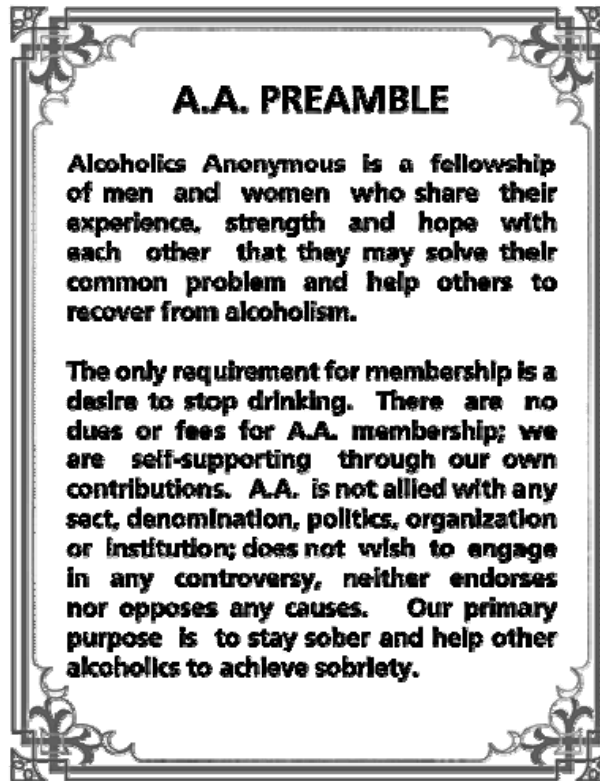 A.A. PREAMBLE
Alcoholics Anonymous is a fellowship
of men and women who share their
experience, strength and hope with
each other that they may solve their
common problem and help others to
recover from alcoholism.
The only requirement for membership is a
desire to stop drinking. There are no
dues or fees for A.A. membership; we
are self-supporting through our own
contributions. A.A. is not allied with any
sect, denomination, politics, organization
or institution; does not wish to engage
in any controversy, neither endorses
nor opposes any causes. Our primary
purpose is to stay sober and help other
alcoholics to achieve sobriety.